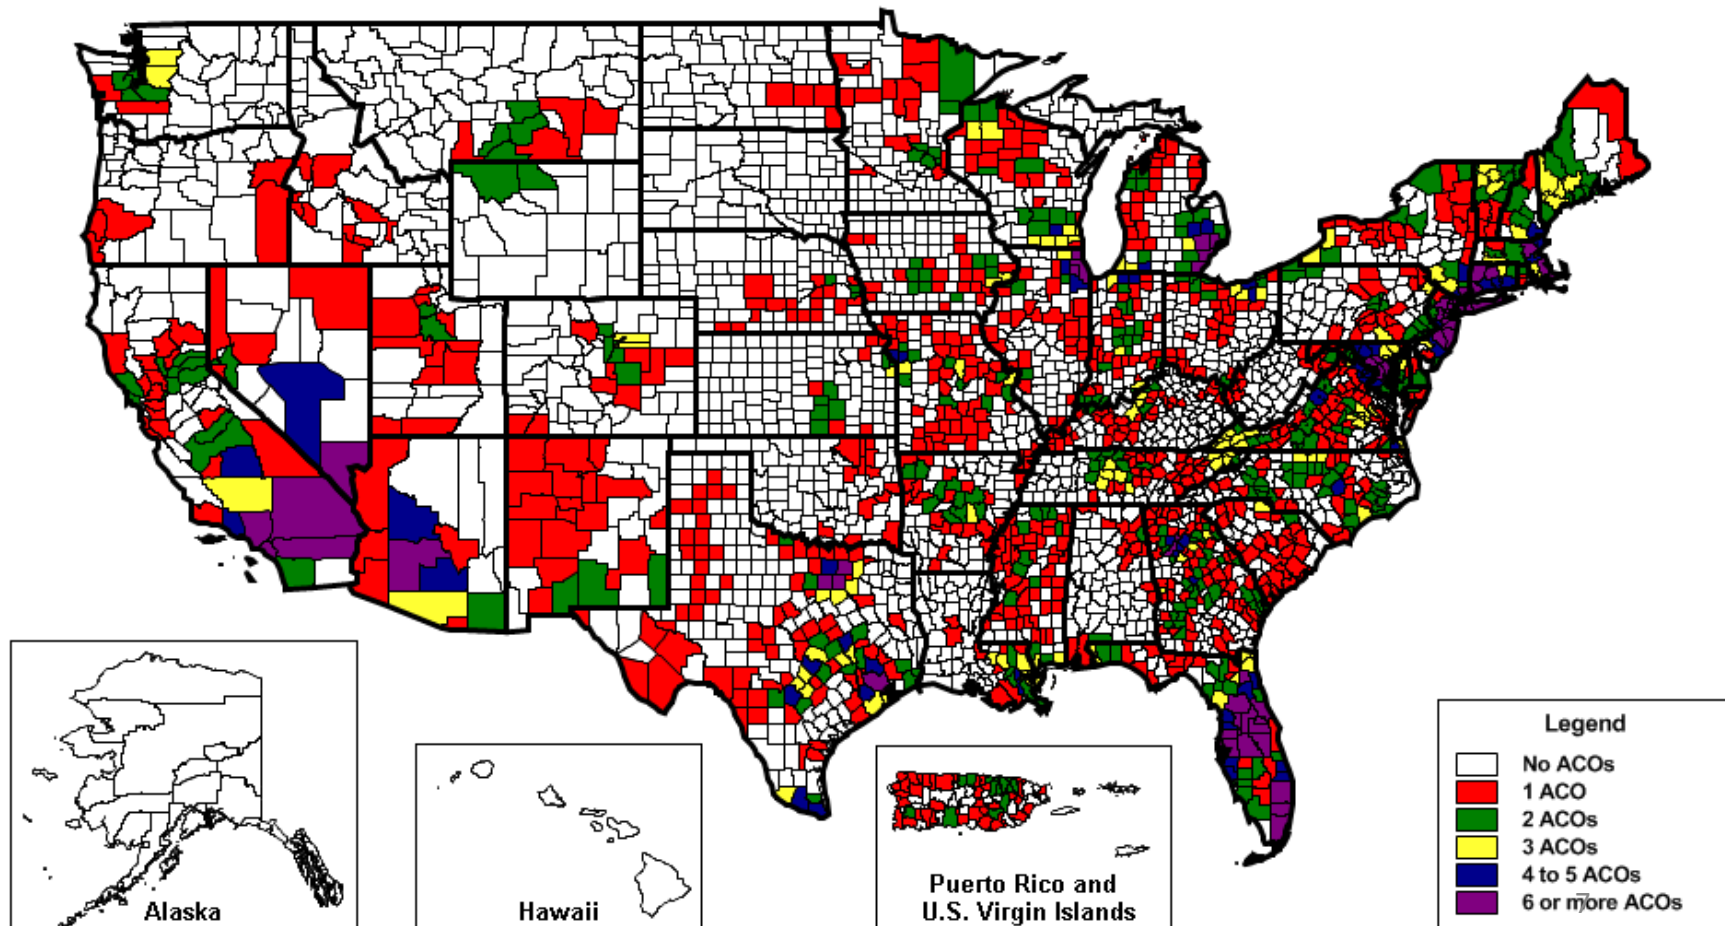 Alaska
Hawaii
Puerto Rico and
U.S. Virgin Islands
Legend
No ACOs
1 ACO
2 ACOs
3 ACOs
4 to 5 ACOs
6 or more ACOs
7